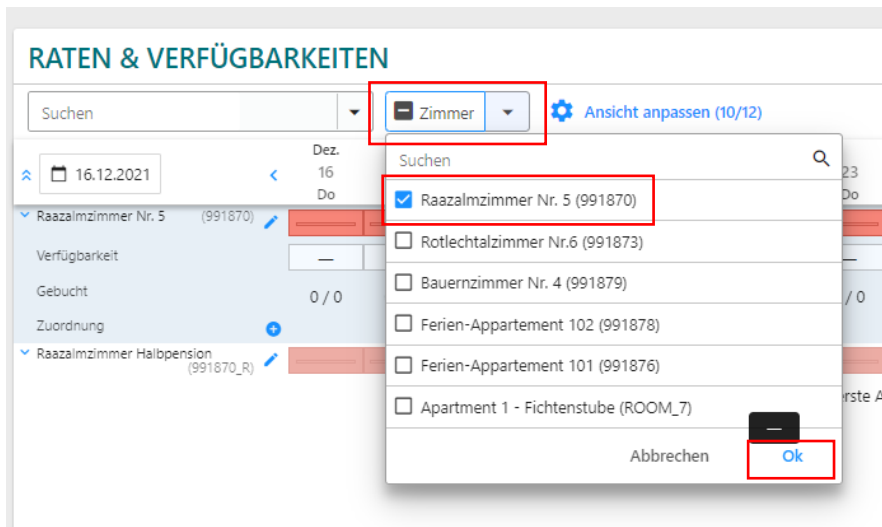 RATEN & VERFÜGBARKEITEN
Suchen
Zimmer
Ansicht anpassen (10/12)
16.12.2021
Dez.
16
Do
23
Do
Suchen
Raazalmzimmer Nr. 5 (991870)
Rotlechtalzimmer Nr.6 (991873)
Bauernzimmer Nr. 4 (991879)
Ferien-Appartement 102 (991878)
Ferien-Appartement 101 (991876)
Apartment 1 - Fichtenstube (ROOM_7)
Abbrechen
Ok
Raazalmzimmer Nr. 5 (991870)
Verfügbarkeit
—
—
Gebucht
0 / 0
/ 0
Zuordnung
Raazalmzimmer Halbpension
(991870_R)
erste A
—